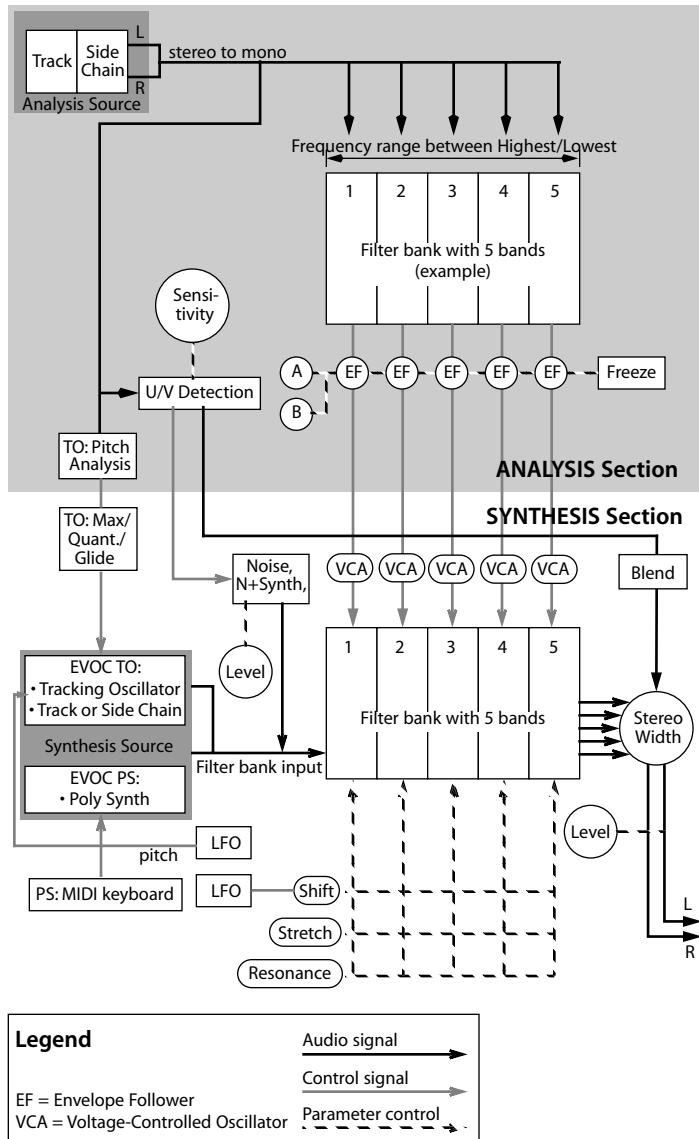 L
Track
Side
Chain
R
Analysis Source
stereo to mono
Frequency range between Highest/Lowest
1 2 3 4 5
Filter bank with 5 bands
(example)
Sensi-
tivity
A
B
EF EF EF EF EF
Freeze
U/V Detection
TO: Pitch
Analysis
ANALYSIS Section
SYNTHESIS Section
TO: Max/
Quant./
Glide
Noise,
N+Synth,
VCA VCA VCA VCA VCA
Blend
Level
1 2 3 4 5
Filter bank with 5 bands
EVOC TO:
• Tracking Oscillator
• Track or Side Chain
Synthesis Source
Filter bank input
EVOC PS:
• Poly Synth
Stereo
Width
Level
pitch
LFO
PS: MIDI keyboard
LFO
Shift
Stretch
Resonance
L
R
Legend
Audio signal
Control signal
EF = Envelope Follower
VCA = Voltage-Controlled Oscillator
Parameter control